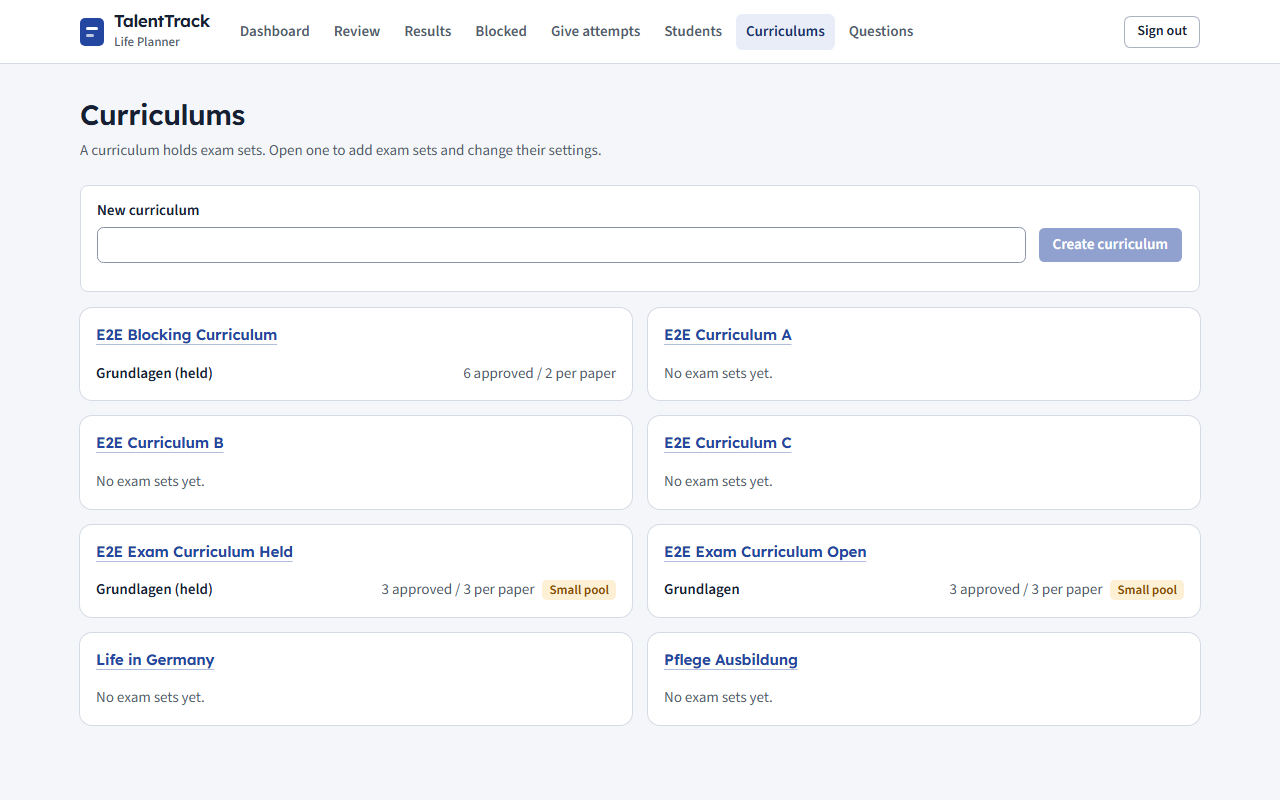 TalentTrack
Life Planner
Dashboard
Review
Results
Blocked
Give attempts
Students
Curriculums
Questions
Sign out
Curriculums
A curriculum holds exam sets. Open one to add exam sets and change their settings.
New curriculum
Create curriculum
E2E Blocking Curriculum
Grundlagen (held)
6 approved / 2 per paper
E2E Curriculum A
No exam sets yet.
E2E Curriculum B
No exam sets yet.
E2E Curriculum C
No exam sets yet.
E2E Exam Curriculum Held
Grundlagen (held)
3 approved / 3 per paper
Small pool
E2E Exam Curriculum Open
Grundlagen
3 approved / 3 per paper
Small pool
Life in Germany
No exam sets yet.
Pflege Ausbildung
No exam sets yet.